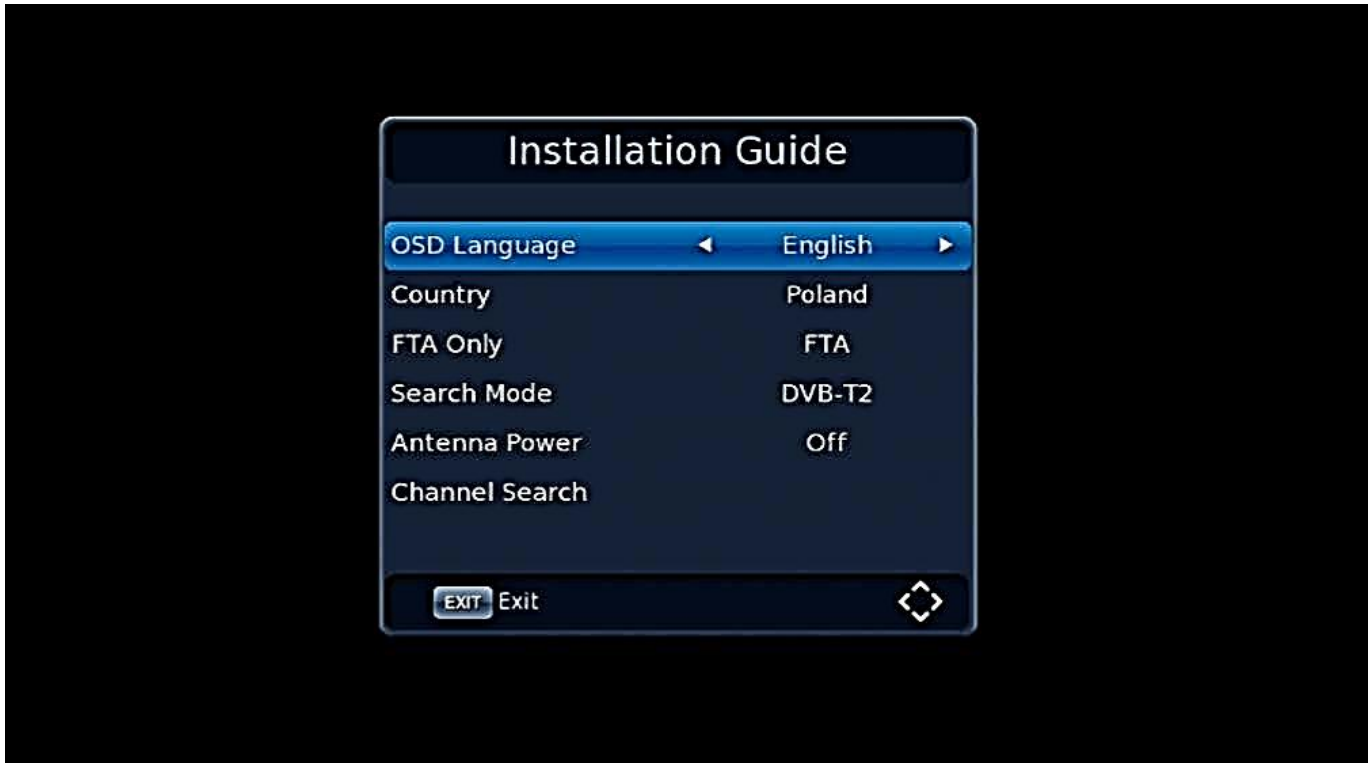 Installation Guide
OSD Language English
Country Poland
FTA Only FTA
Search Mode DVB-T2
Antenna Power Off
Channel Search
EXIT Exit